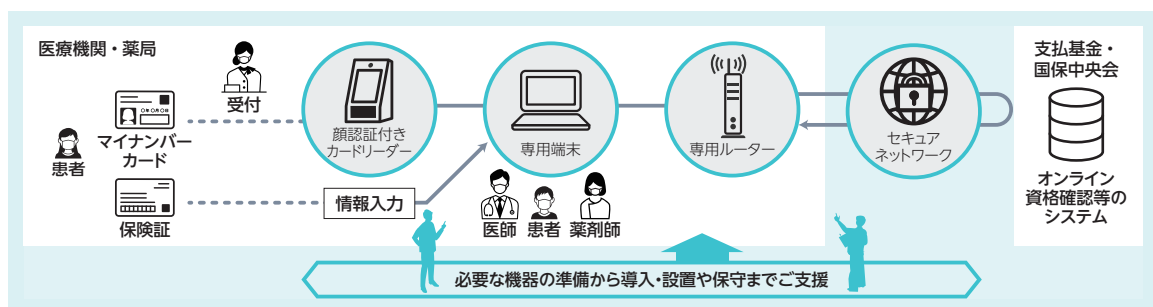 医療機関・薬局
受付
患者
マイナンバー
カード
保険証
顔認証付き
カードリーダー
情報入力
専用端末
医師
患者
薬剤師
専用ルーター
セキュア
ネットワーク
支払基金・
国保中央会
オンライン
資格確認等の
システム
必要な機器の準備から導入・設置や保守までご支援